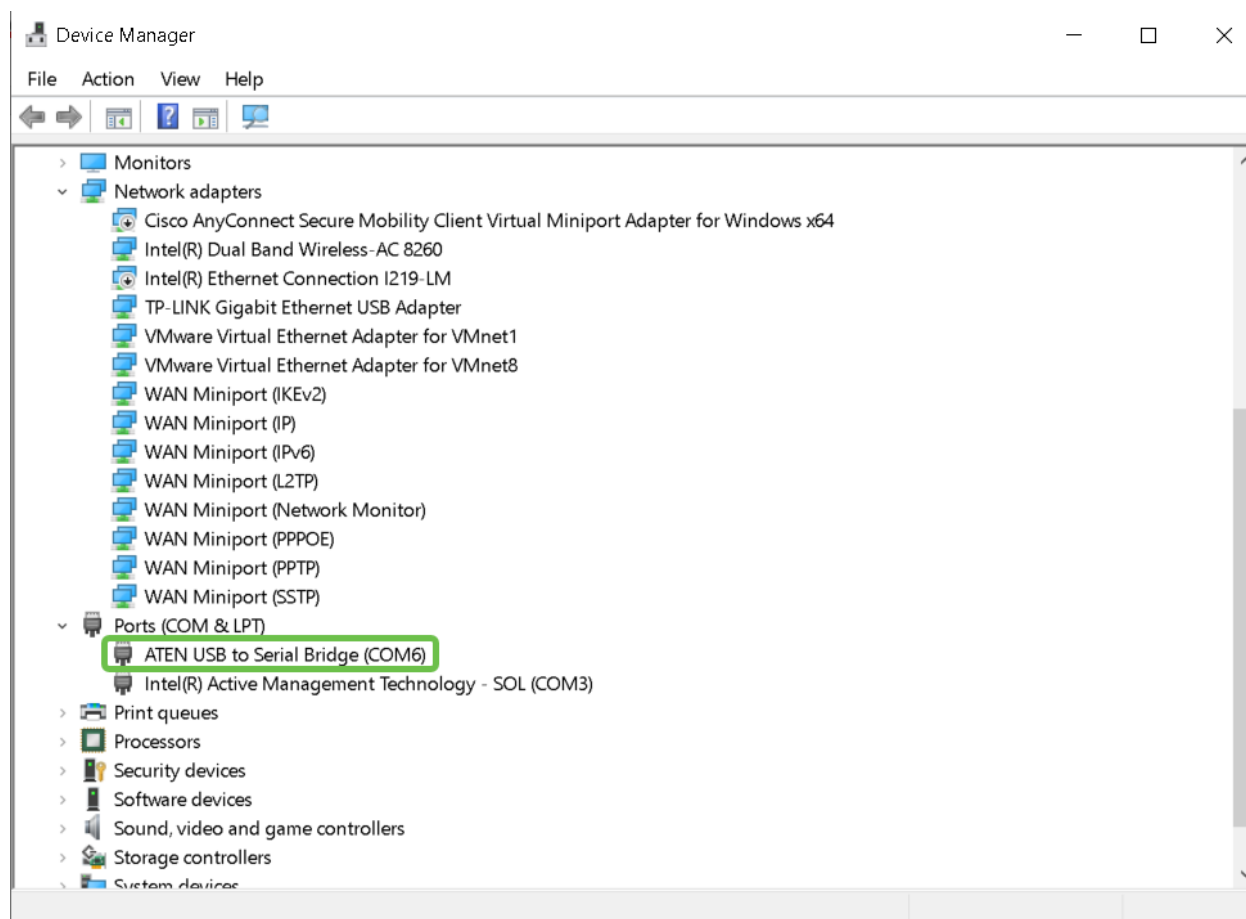 Device Manager
File Action View Help
Monitors
Network adapters
Cisco AnyConnect Secure Mobility Client Virtual Miniport Adapter for Windows x64
Intel(R) Dual Band Wireless-AC 8260
Intel(R) Ethernet Connection I219-LM
TP-LINK Gigabit Ethernet USB Adapter
VMware Virtual Ethernet Adapter for VMnet1
VMware Virtual Ethernet Adapter for VMnet8
WAN Miniport (IKEv2)
WAN Miniport (IP)
WAN Miniport (IPv6)
WAN Miniport (L2TP)
WAN Miniport (Network Monitor)
WAN Miniport (PPPOE)
WAN Miniport (PPTP)
WAN Miniport (SSTP)
Ports (COM & LPT)
ATEN USB to Serial Bridge (COM6)
Intel(R) Active Management Technology - SOL (COM3)
Print queues
Processors
Security devices
Software devices
Sound, video and game controllers
Storage controllers
System devices